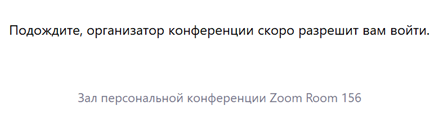 Подождите, организатор конференции скоро разрешит вам войти.
Зал персональной конференции Zoom Room 156